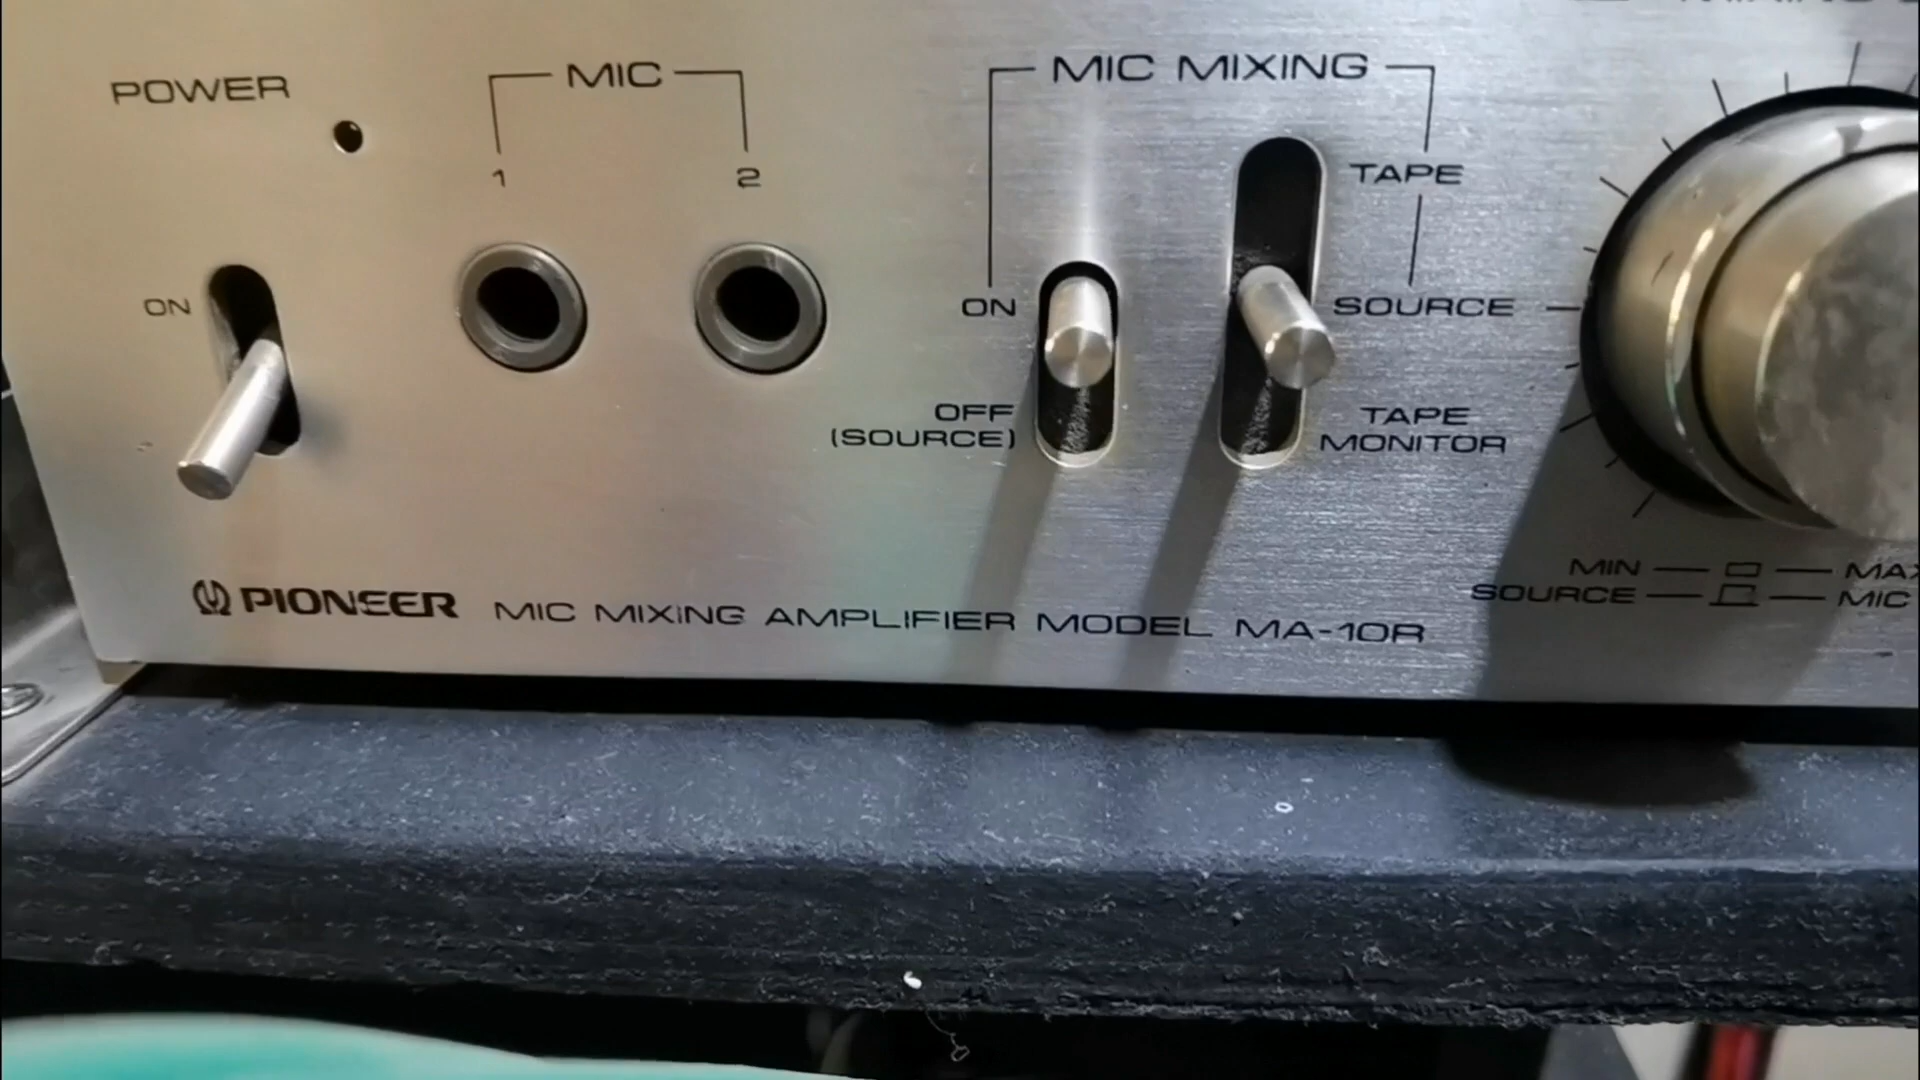 POWER
MIC
1 2
ON
MIC MIXING
TAPE
ON
SOURCE
OFF
(SOURCE)
TAPE
MONITOR
MIN
SOURCE MIC
PIONEER MIC MIXING AMPLIFIER MODEL MA-10R